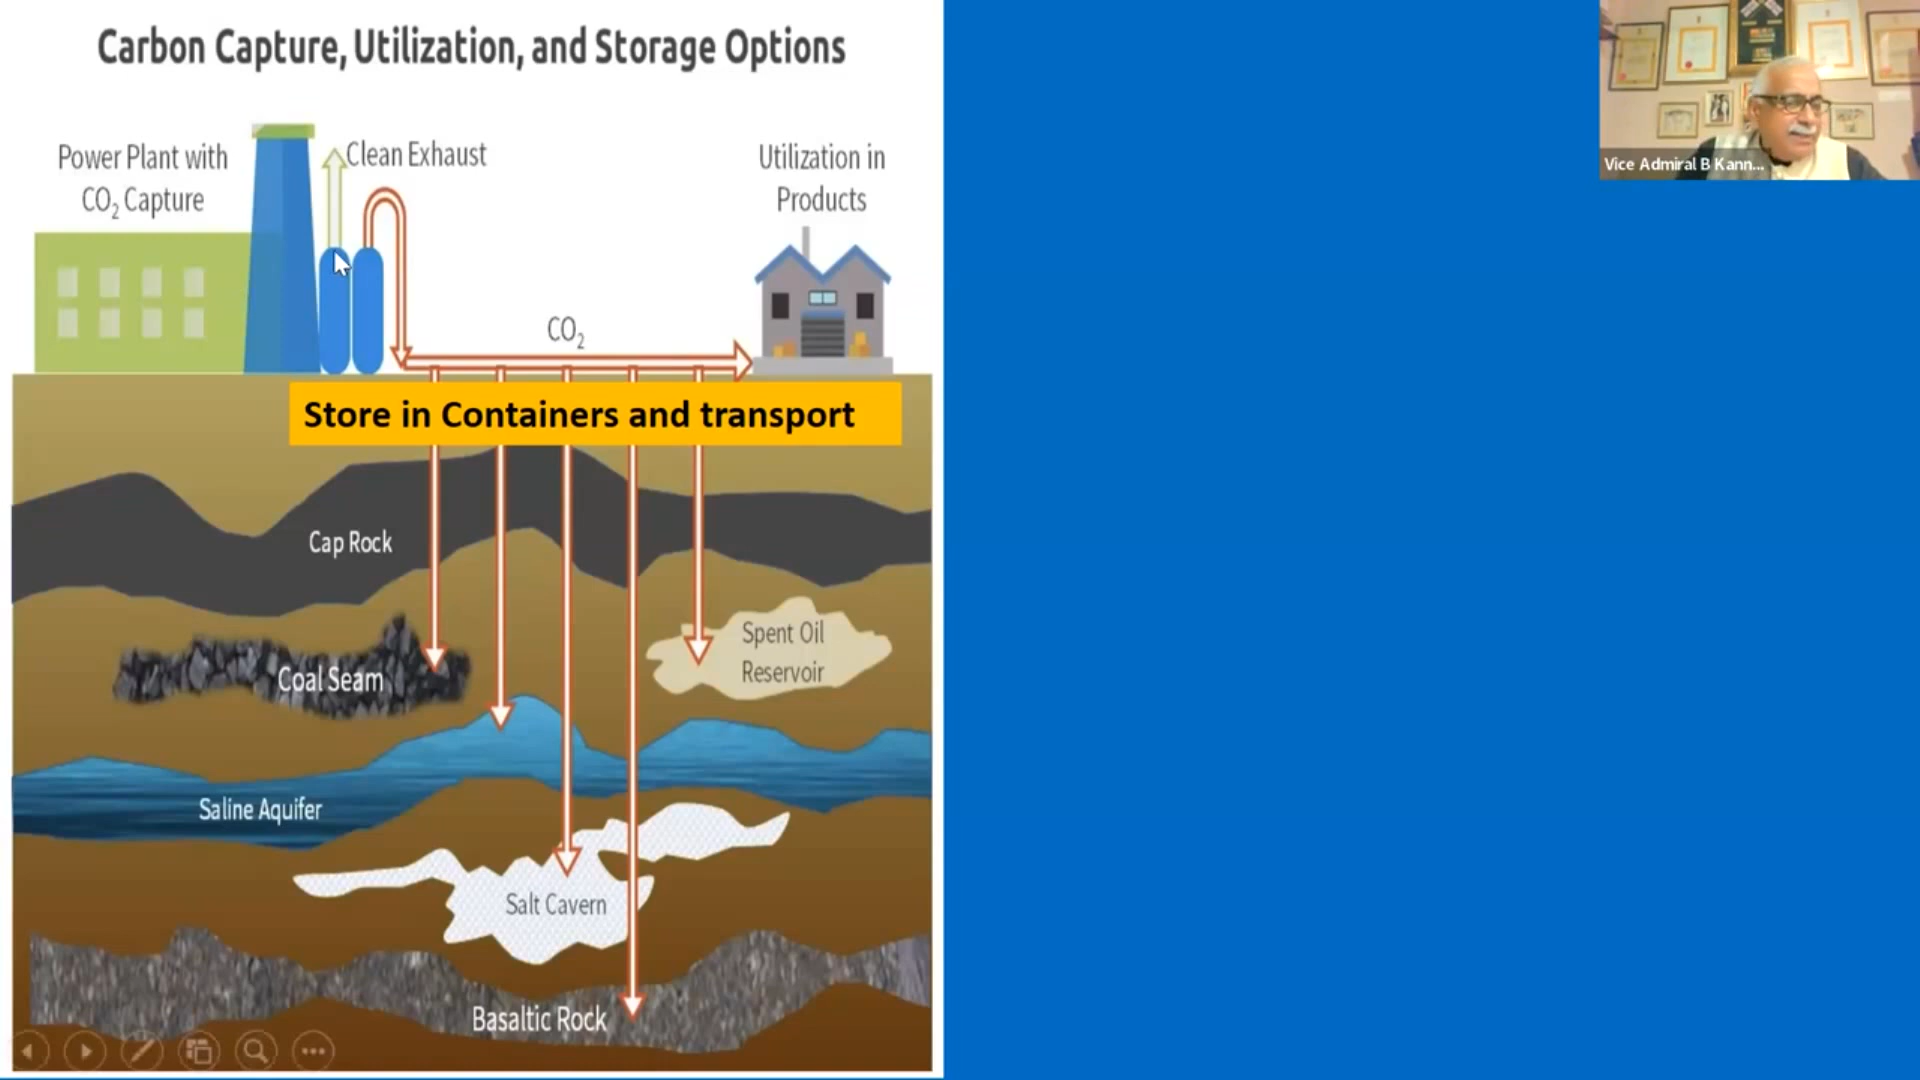 Carbon Capture, Utilization, and Storage Options
Power Plant with
CO₂ Capture
Clean Exhaust
Utilization in
Products
CO₂
Store in Containers and transport
Cap Rock
Spent Oil
Reservoir
Coal Seam
Saline Aquifer
Salt Cavern
Basaltic Rock
Vice Admiral B Kann...